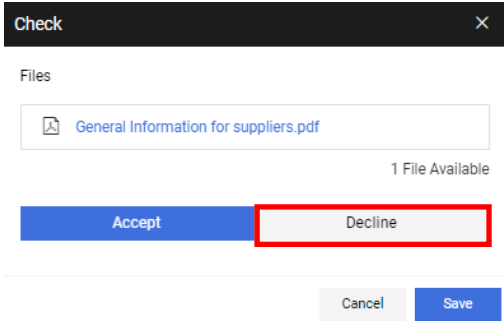 Check
Files
General Information for suppliers.pdf
1 File Available
Accept
Decline
Cancel
Save